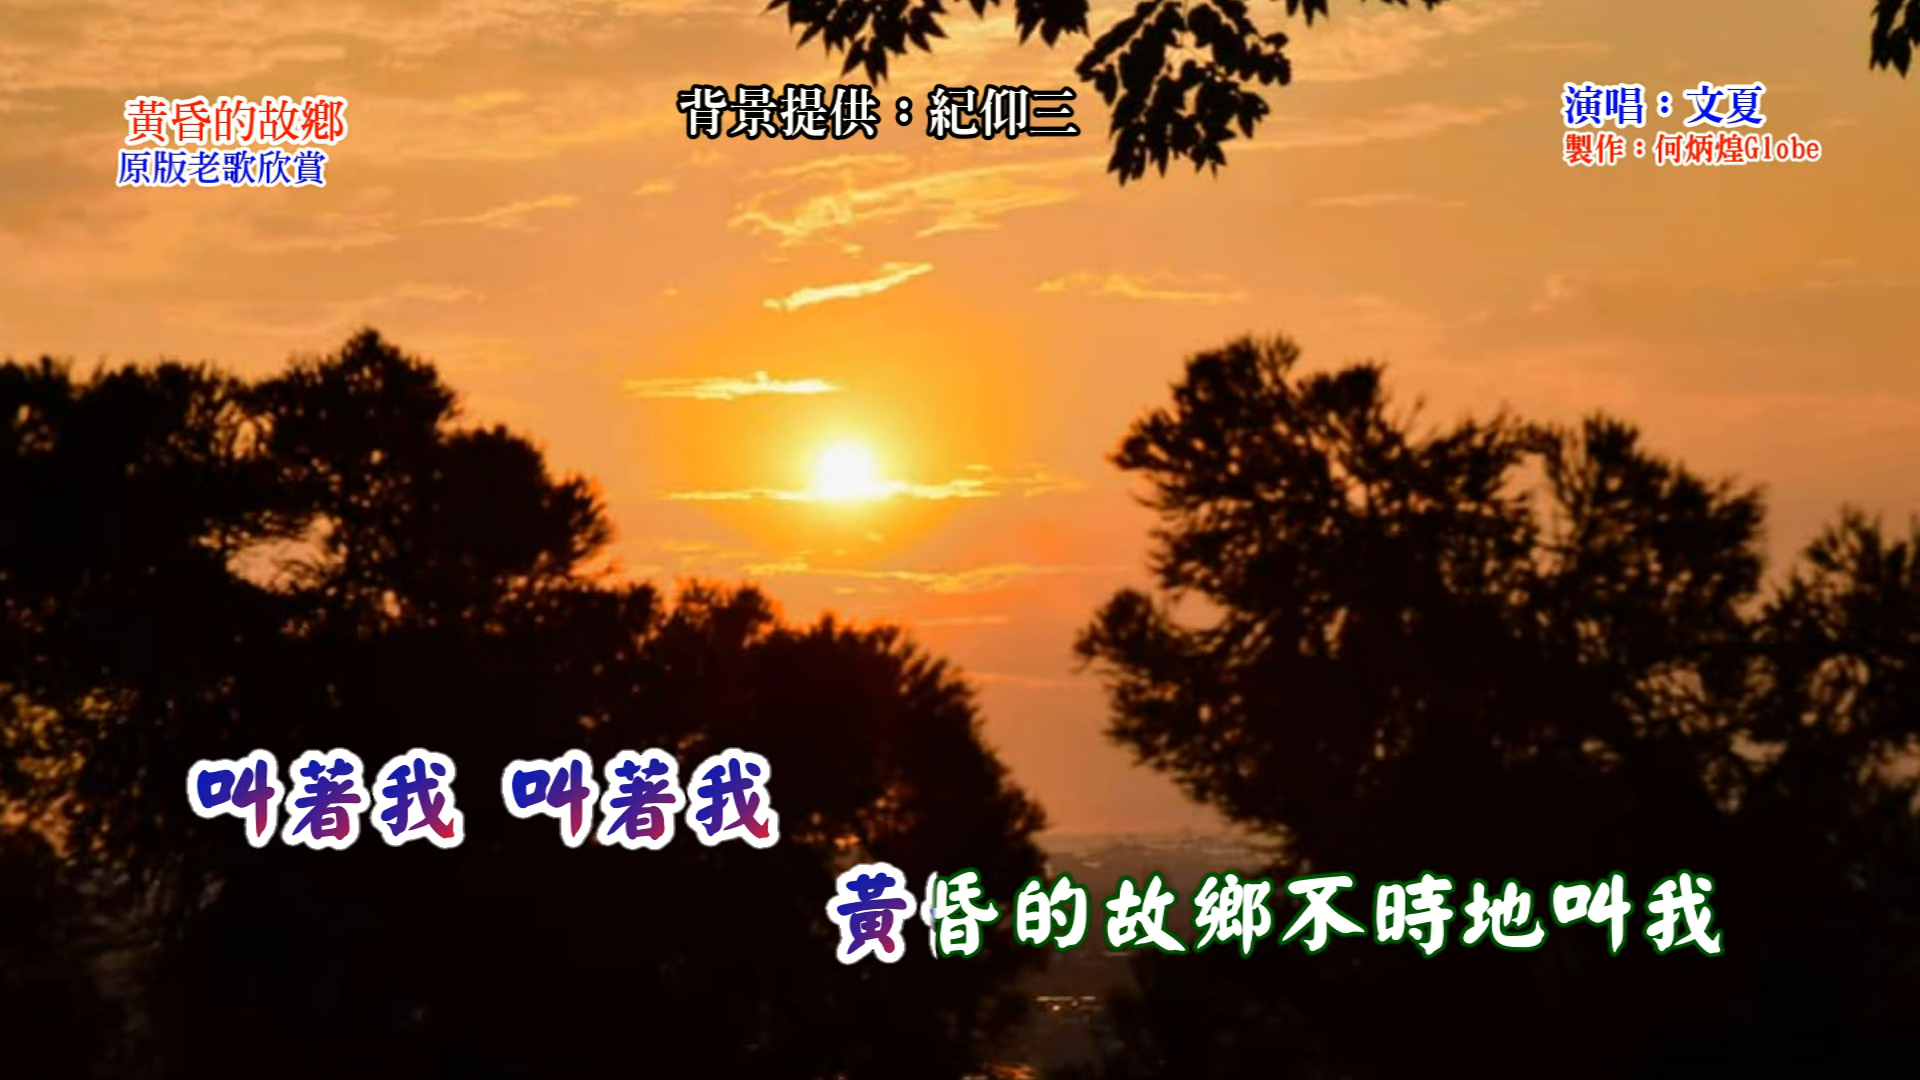 黃昏的故鄉
原版老歌欣賞
背景提供：紀仰三
演唱：文夏
製作：何炳煌Globe
叫著我 叫著我
黃昏的故鄉不時地叫我